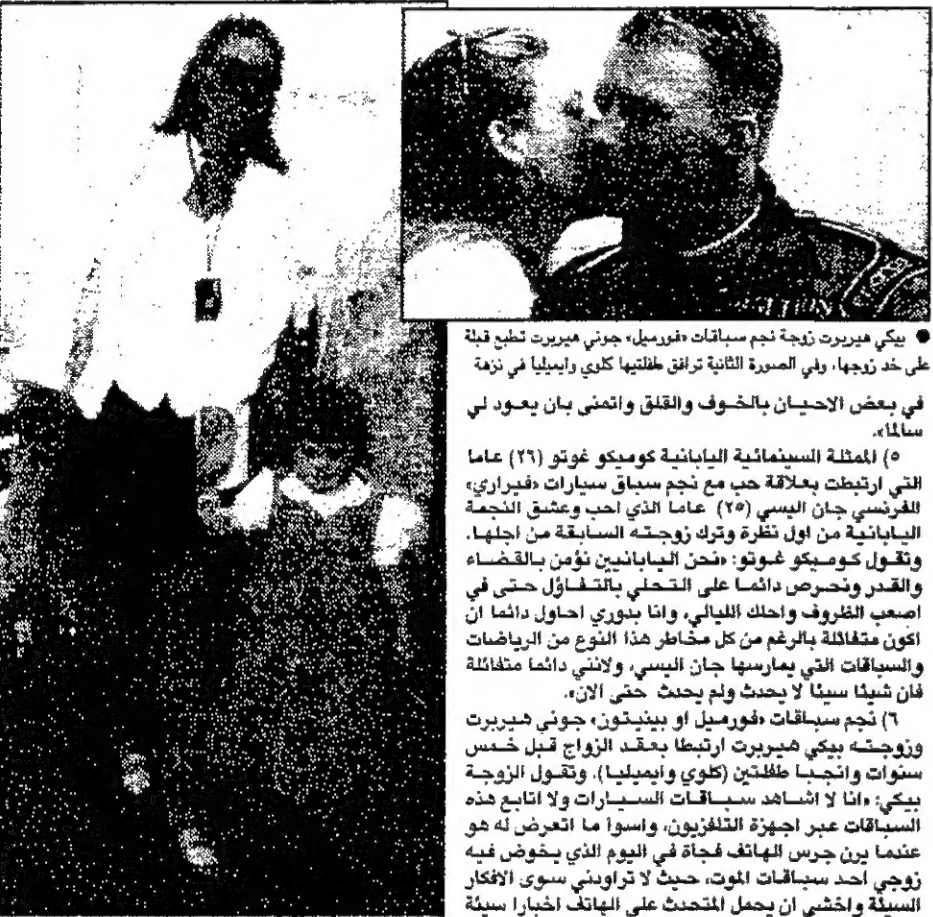 ● بيكي هيربرت زوجة نجم سباقات «فورميل» جوني هيربرت تطبع قبلة
على خد زوجها، وفي الصورة الثانية ترافق طفلتيها كلوي وايميليا في نزهة
في بعض الاحيان بالخوف والقلق واتمنى بان يعود لي
سالما».
٥) الممثلة السينمائية اليابانية كوميكو غوتو (٢٩) عاما
التي ارتبطت بعلاقة حب مع نجم سباق سيارات «فيراري»
الفرنسي جان اليسي (٢٥) عاما الذي احب وعشق النجمة
اليابانية من اول نظرة وترك زوجته السابقة من اجلها.
وتقول كوميكو غوتو: «نحن اليابانيين نؤمن بالقضاء
والقدر ونحرص دائما على التحلي بالتفاؤل حتى في
اصعب الظروف واحلك الليالي، وانا بدوري احاول دائما ان
اكون متفائلة بالرغم من كل مخاطر هذا النوع من الرياضات
والسباقات التي يمارسها جان اليسي، ولانني دائما متفائلة
فان شيئا سيئا لا يحدث ولم يحدث حتى الان».
٦) نجم سباقات «فورميل او بينيتون» جوني هيربرت
وزوجته بيكي هيربرت ارتبطا بعقد الزواج قبل خمس
سنوات وانجبا طفلتين (كلوي وايميليا). وتقول الزوجة
بيكي: «انا لا اشاهد سباقات السيارات ولا اتابع هذه
السباقات عبر اجهزة التلفزيون، واسوا ما اتعرض له هو
عندما يرن جرس الهاتف فجاة في اليوم الذي يخوض فيه
زوجي احد سباقات الموت، حيث لا تراودني سوى الافكار
السيئة واخشى ان يحمل المتحدث على الهاتف اخبارا سيئة